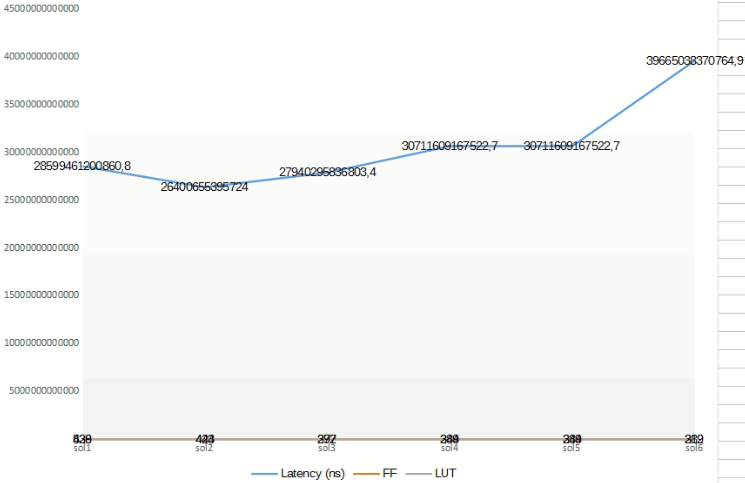 45000000000000
40000000000000
35000000000000
30000000000000
25000000000000
20000000000000
15000000000000
10000000000000
5000000000000
28599461200860,8
26400655395724
27940295836803,4
30711609167522,7
30711609167522,7
39665033370764,9
sol1
sol2
sol3
sol4
sol5
sol6
Latency (ns)
FF
LUT